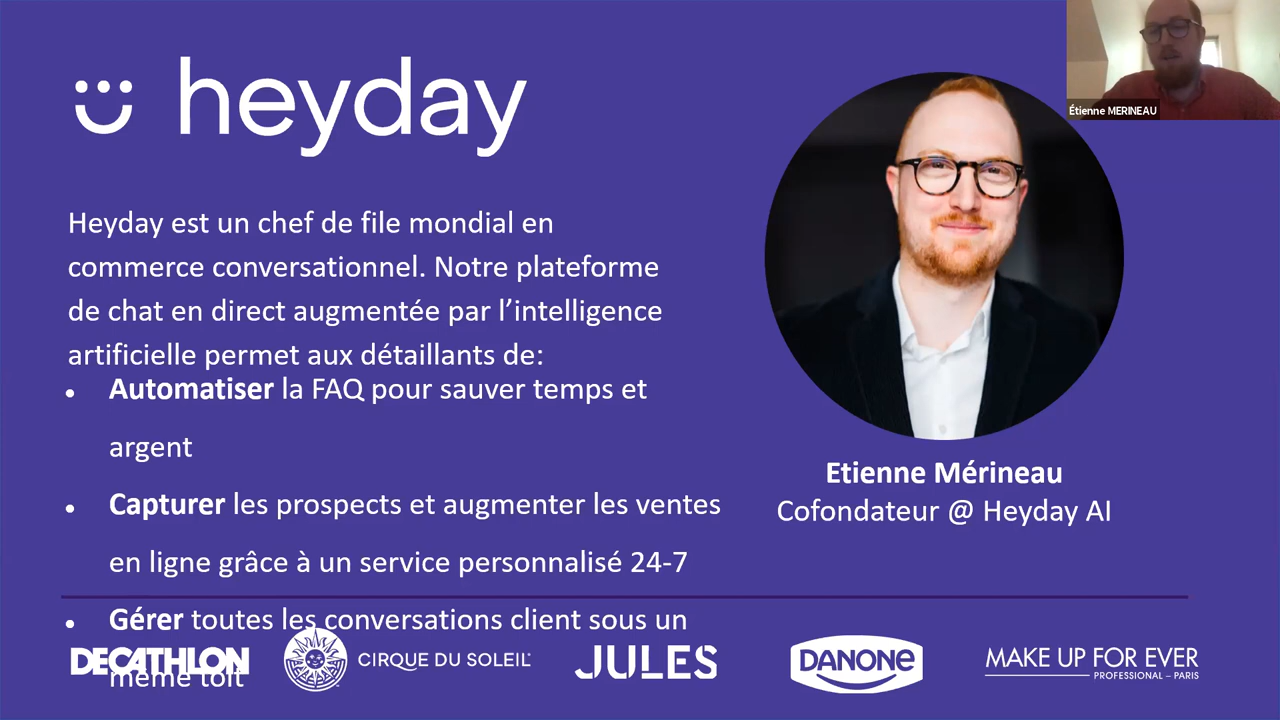 heyday
Étienne MERINEAU
Heyday est un chef de file mondial en
commerce conversationnel. Notre plateforme
de chat en direct augmentée par l’intelligence
artificielle permet aux détaillants de:
• Automatiser la FAQ pour sauver temps et
argent
• Capturer les prospects et augmenter les ventes
en ligne grâce à un service personnalisé 24-7
• Gérer toutes les conversations client sous un
même toit
Etienne Mérineau
Cofondateur @ Heyday AI
DECATHLON
CIRQUE DU SOLEIL
JULES
DANONE
MAKE UP FOR EVER
PROFESSIONAL – PARIS